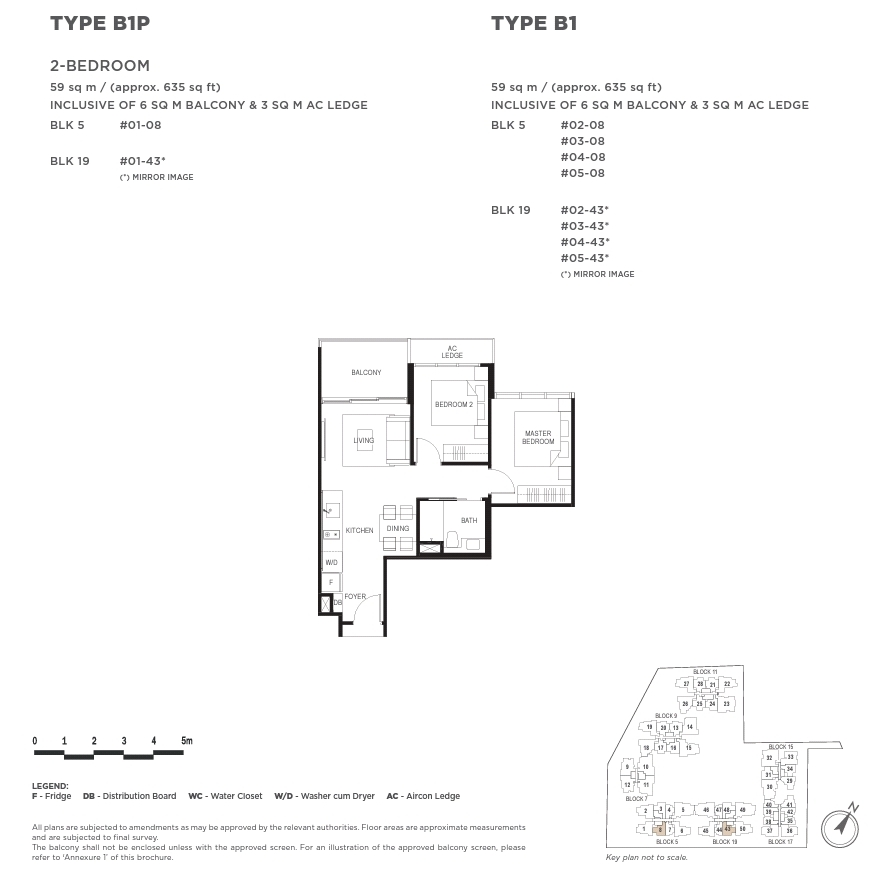 TYPE B1P
2-BEDROOM
59 sq m / (approx. 635 sq ft)
INCLUSIVE OF 6 SQ M BALCONY & 3 SQ M AC LEDGE
BLK 5 #01-08
BLK 19 #01-43*
(*) MIRROR IMAGE
TYPE B1
59 sq m / (approx. 635 sq ft)
INCLUSIVE OF 6 SQ M BALCONY & 3 SQ M AC LEDGE
BLK 5 #02-08
#03-08
#04-08
#05-08
BLK 19 #02-43*
#03-43*
#04-43*
#05-43*
(*) MIRROR IMAGE
AC
LEDGE
BALCONY
BEDROOM 2
LIVING
MASTER
BEDROOM
BATH
KITCHEN
DINING
W/D
F
FOYER
DB
0 1 2 3 4 5m
LEGEND:
F - Fridge DB - Distribution Board WC - Water Closet W/D - Washer cum Dryer AC - Aircon Ledge
All plans are subjected to amendments as may be approved by the relevant authorities. Floor areas are approximate measurements
and are subjected to final survey.
The balcony shall not be enclosed unless with the approved screen. For an illustration of the approved balcony screen, please
refer to 'Annexure 1' of this brochure.
BLOCK 11
27 28 21 22
26 25 24 23
BLOCK 9
19 20 13 14
18 17 16 15
9 10
12 11
BLOCK 7
BLOCK 15
32 33
31 34
29
30
2 3 4 5
1 8 7 6
BLOCK 5
46 47 48 49
45 44 43 50
BLOCK 19
40 41
39 42
38 35
37 36
BLOCK 17
N
Key plan not to scale.